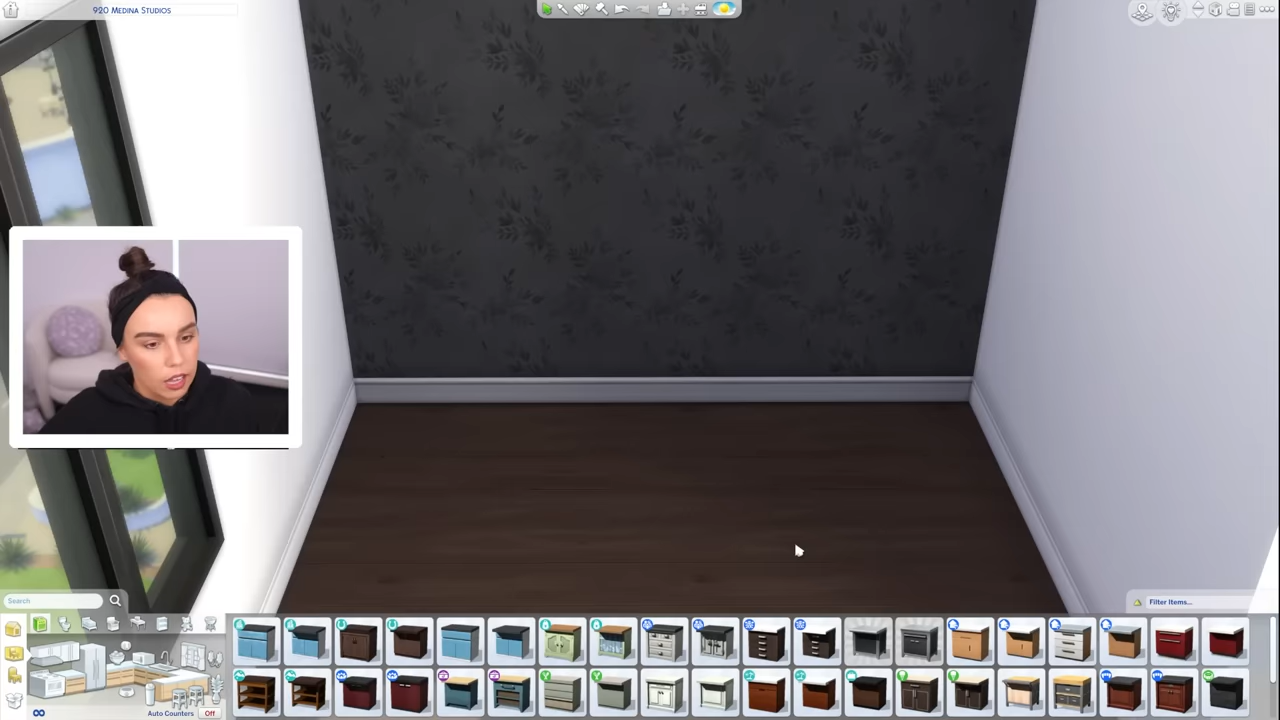 920 MEDINA STUDIOS
Search
Filter Items...
Auto Counters
Off